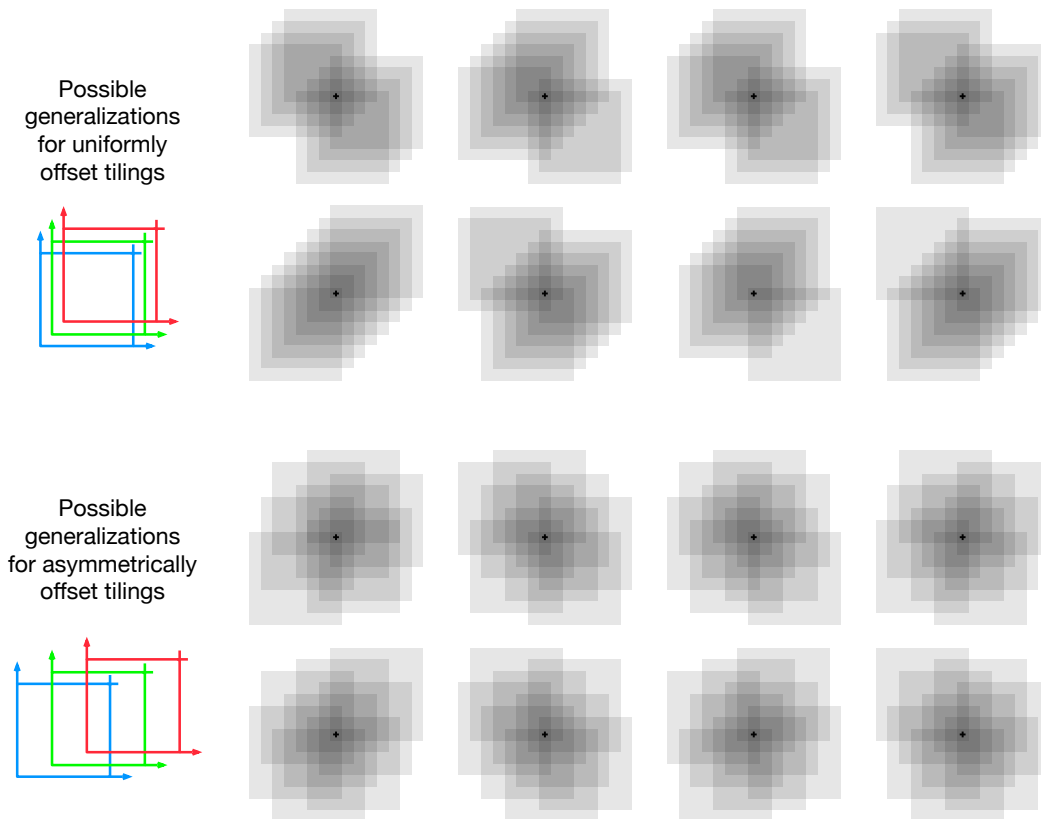 Possible
generalizations
for uniformly
offset tilings
Possible
generalizations
for asymmetrically
offset tilings